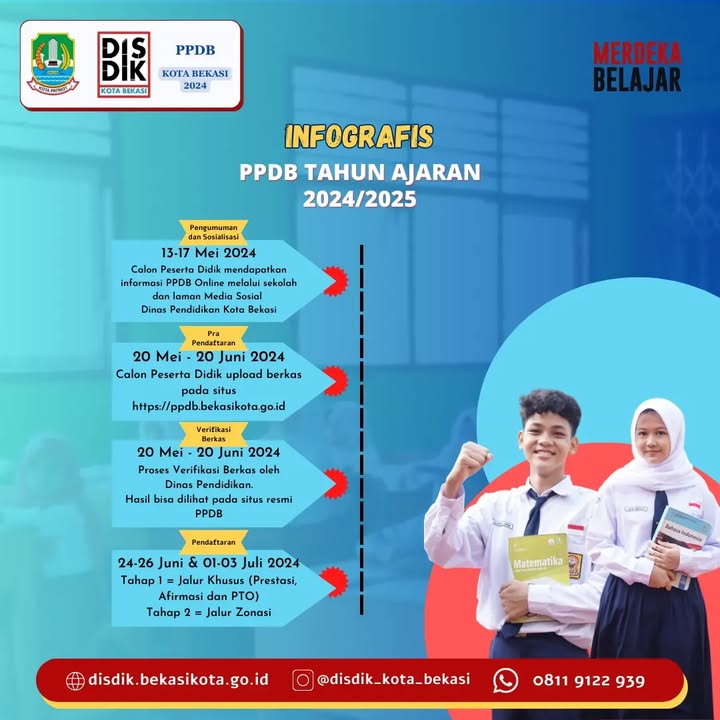 KOTA PATRIOT
DIS
DIK
KOTA BEKASI
PPDB
KOTA BEKASI
2024
MERDEKA
BELAJAR
INFOGRAFIS
PPDB TAHUN AJARAN
2024/2025
Pengumuman
dan Sosialisasi
13-17 Mei 2024
Calon Peserta Didik mendapatkan
informasi PPDB Online melalui sekolah
dan laman Media Sosial
Dinas Pendidikan Kota Bekasi
Pra
Pendaftaran
20 Mei - 20 Juni 2024
Calon Peserta Didik upload berkas
pada situs
https://ppdb.bekasikota.go.id
Verifikasi
Berkas
20 Mei - 20 Juni 2024
Proses Verifikasi Berkas oleh
Dinas Pendidikan.
Hasil bisa dilihat pada situs resmi
PPDB
Pendaftaran
24-26 Juni & 01-03 Juli 2024
Tahap 1 = Jalur Khusus (Prestasi,
Afirmasi dan PTO)
Tahap 2 = Jalur Zonasi
Matematika
Bahasa Indonesia
disdik.bekasikota.go.id
@disdik_kota_bekasi
0811 9122 939